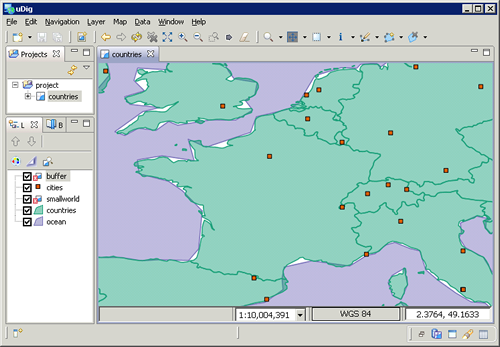 uDig
File Edit Navigation Layer Map Data Window Help
Projects
countries
project
countries
L
B
buffer
cities
smallworld
countries
ocean
1:10,004,391
WGS 84
2.3764, 49.1633